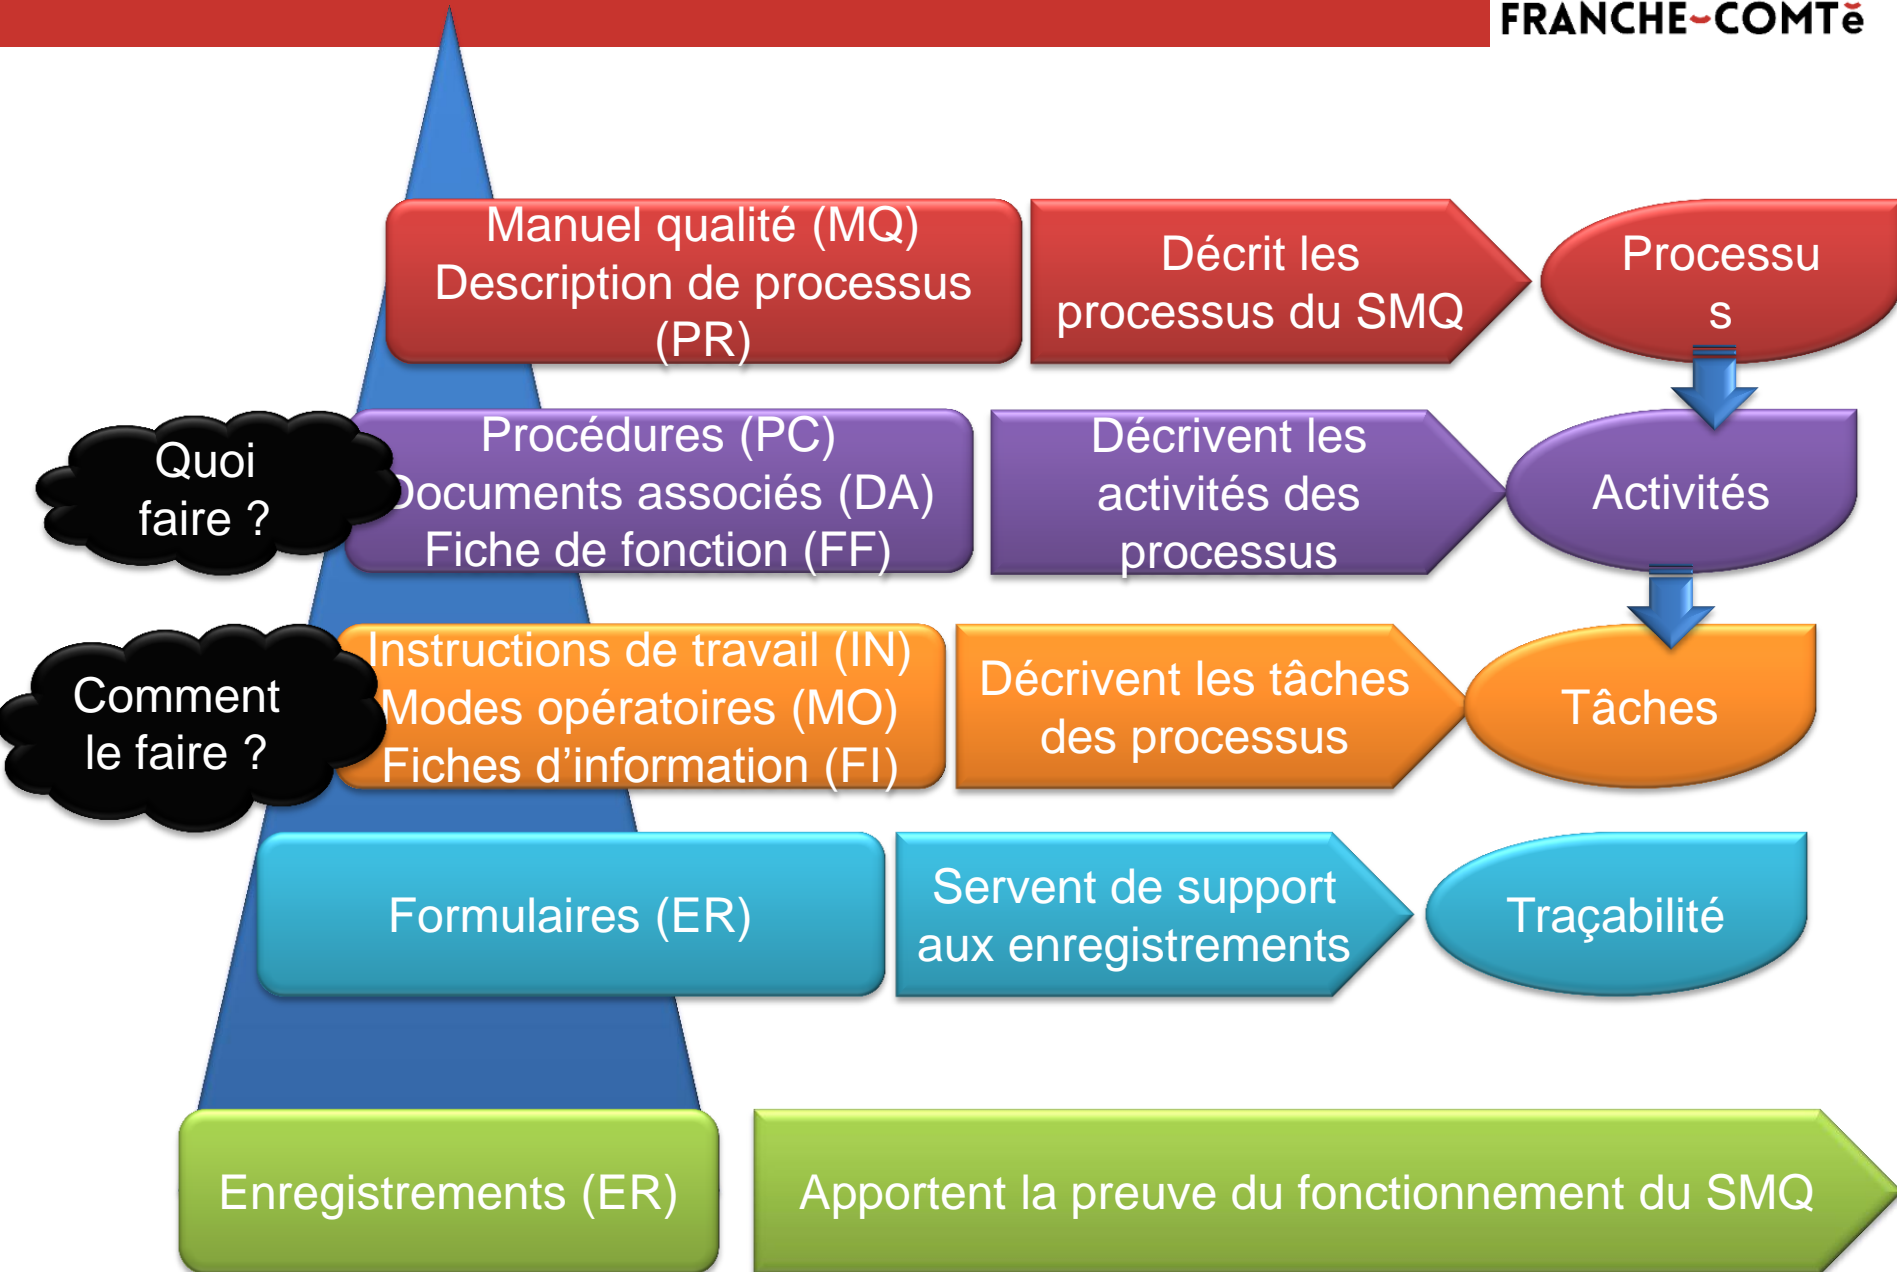 FRANCHE-COMTĕ
Manuel qualité (MQ)
Description de processus
(PR)
Décrit les
processus du SMQ
Processu
s
Quoi
faire ?
Procédures (PC)
Documents associés (DA)
Fiche de fonction (FF)
Décrivent les
activités des
processus
Activités
Comment
le faire ?
Instructions de travail (IN)
Modes opératoires (MO)
Fiches d’information (FI)
Décrivent les tâches
des processus
Tâches
Formulaires (ER)
Servent de support
aux enregistrements
Traçabilité
Enregistrements (ER)
Apportent la preuve du fonctionnement du SMQ